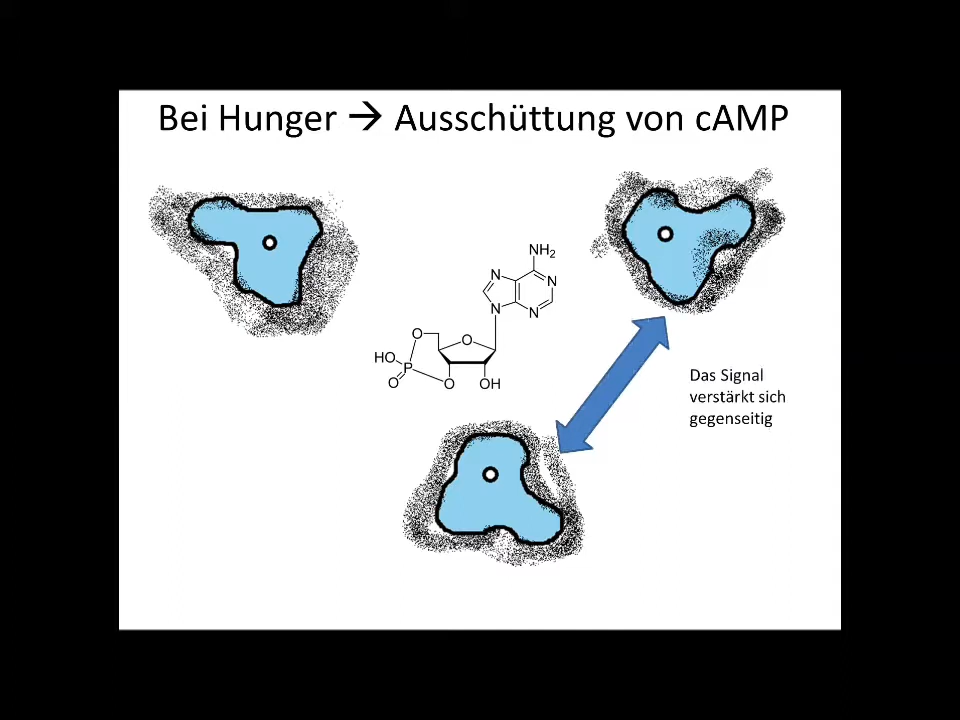 Bei Hunger → Ausschüttung von cAMP
NH2
N
N
N
N
O
O
HO
P
O
O
OH
Das Signal
verstärkt sich
gegenseitig